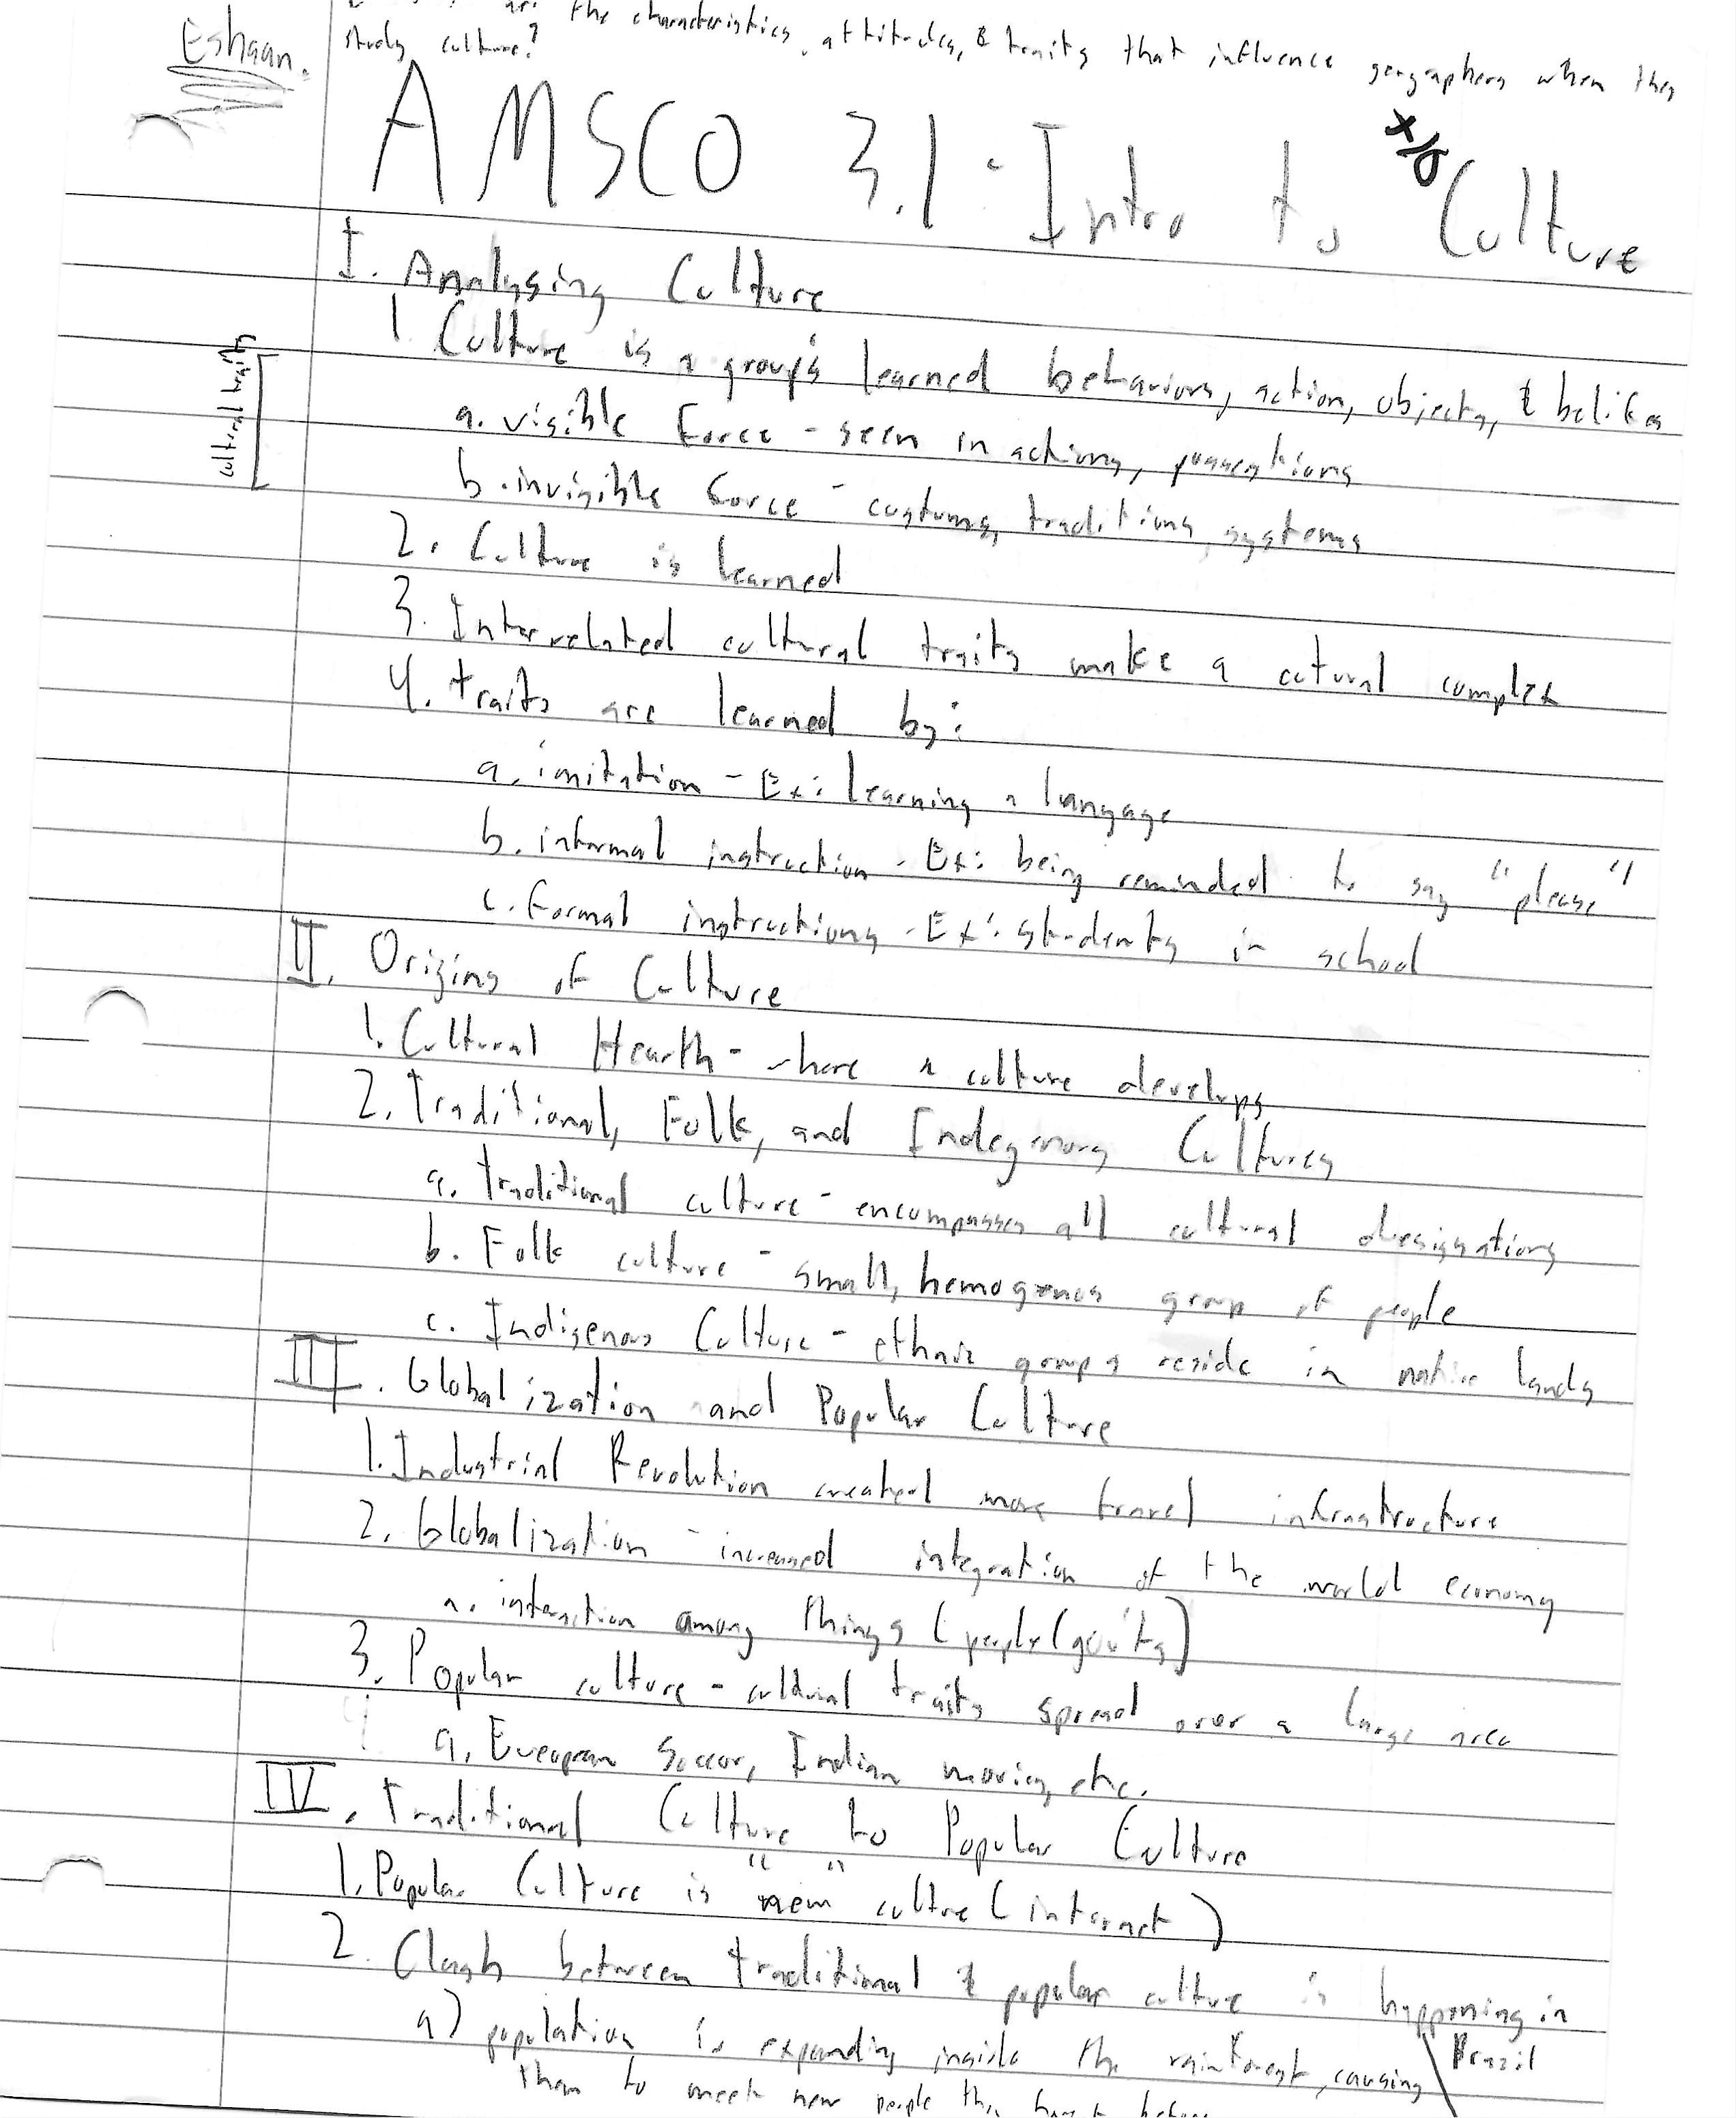 are the characteristics, attitudes, & traits that influence geographers when they
Eshaan.
study culture?
AMSCO 3.1 - Intro to Culture
I. Analysing Culture
1. Culture is a group's learned behaviors, action, objects, & beliefs
cultural traits
a. visible force - seen in actions, possestions
b. invisible force - customs, traditions, systems
2. Culture is learned
3. Interrelated cultural traits make a cutural complex
4. traits are learned by:
a. imitation - Ex: learning a langage
b. informal instruction - Ex: being reminded to say "please"
c. formal instructions - Ex: students in school
II. Origins of Culture
1. Cultural Hearth - where a culture develops
2. Traditional, Folk, and Indegenous Cultures
a. traditional culture - encompasses all cultural designations
b. Folk culture - small, hemogenous group of people
c. Indigenous Culture - ethnic groups reside in native lands
III. Globalization and Popular Culture
1. Industrial Revolution created more travel infrastructure
2. Globalization - increased integration of the world economy
a. interaction among things (people(gov'ts)
3. Popular culture - cultural traits spread over a large area
a. European Soccor, Indian movies, etc.
IV. Traditional Culture to Popular Culture
1. Popular Culture is "new" cultre (internet)
2. Clash between traditional & popular culture is happening in
Brazil
a) population is expanding inside the rainforest, causing
them to meet new people they